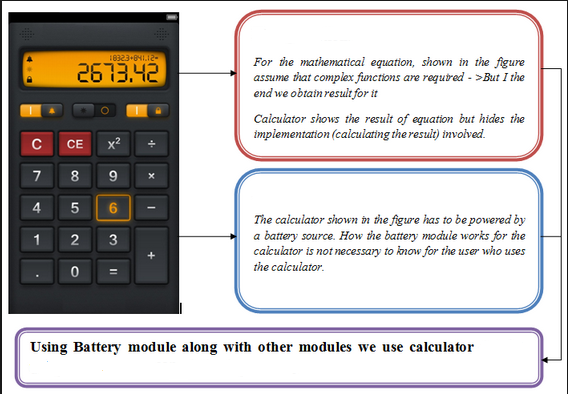 1832.3+841.12=
2673.42
C CE x² ÷
7 8 9 ×
4 5 6 −
1 2 3 +
. 0 =
For the mathematical equation, shown in the figure
assume that complex functions are required - >But I the
end we obtain result for it
Calculator shows the result of equation but hides the
implementation (calculating the result) involved.
The calculator shown in the figure has to be powered by
a battery source. How the battery module works for the
calculator is not necessary to know for the user who uses
the calculator.
Using Battery module along with other modules we use calculator